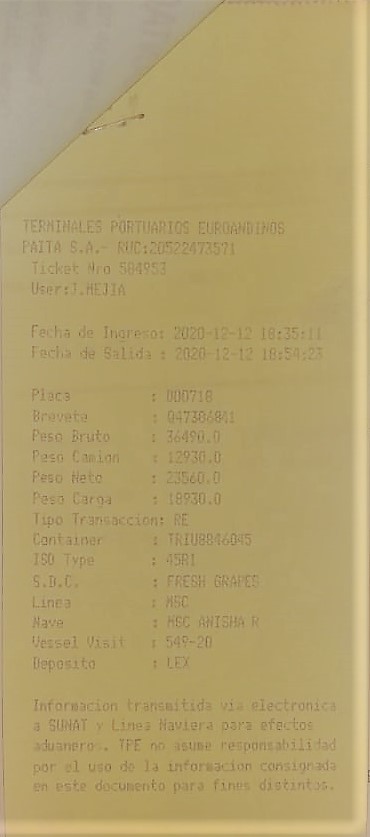 TERMINALES PORTUARIOS EUROANDINOS
PAITA S.A.- RUC:20522473571
Ticket Nro 584953
User:J.MEJIA
Fecha de Ingreso: 2020-12-12 18:35:11
Fecha de Salida : 2020-12-12 18:54:23
Placa :
Brevete : Q47386841
Peso Bruto : 36490.0
Peso Camion : 12930.0
Peso Neto : 23560.0
Peso Carga : 18930.0
Tipo Transaccion: RE
Container : TRIU8846045
ISO Type : 45R1
S.D.C. : FRESH GRAPES
Linea : MSC
Nave : MSC ANISHA R
Vessel Visit : 549-20
Deposito : LEX
Informacion transmitida via electronica
a SUNAT y Linea Naviera para efectos
aduaneros. TPE no asume responsabilidad
por el uso de la informacion consignada
en este documento para fines distintos.